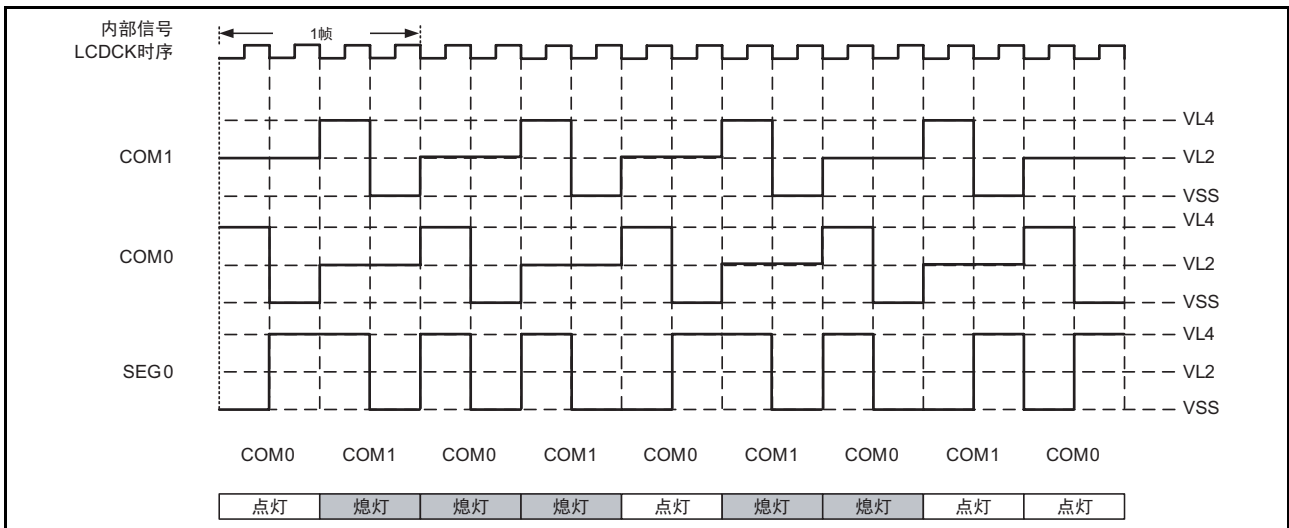 内部信号
LCDCK时序
1帧
COM1
VL4
VL2
VSS
COM0
VL4
VL2
VSS
SEG0
VL4
VL2
VSS
COM0 COM1 COM0 COM1 COM0 COM1 COM0 COM1 COM0
点灯 熄灯 熄灯 熄灯 点灯 熄灯 熄灯 点灯 点灯